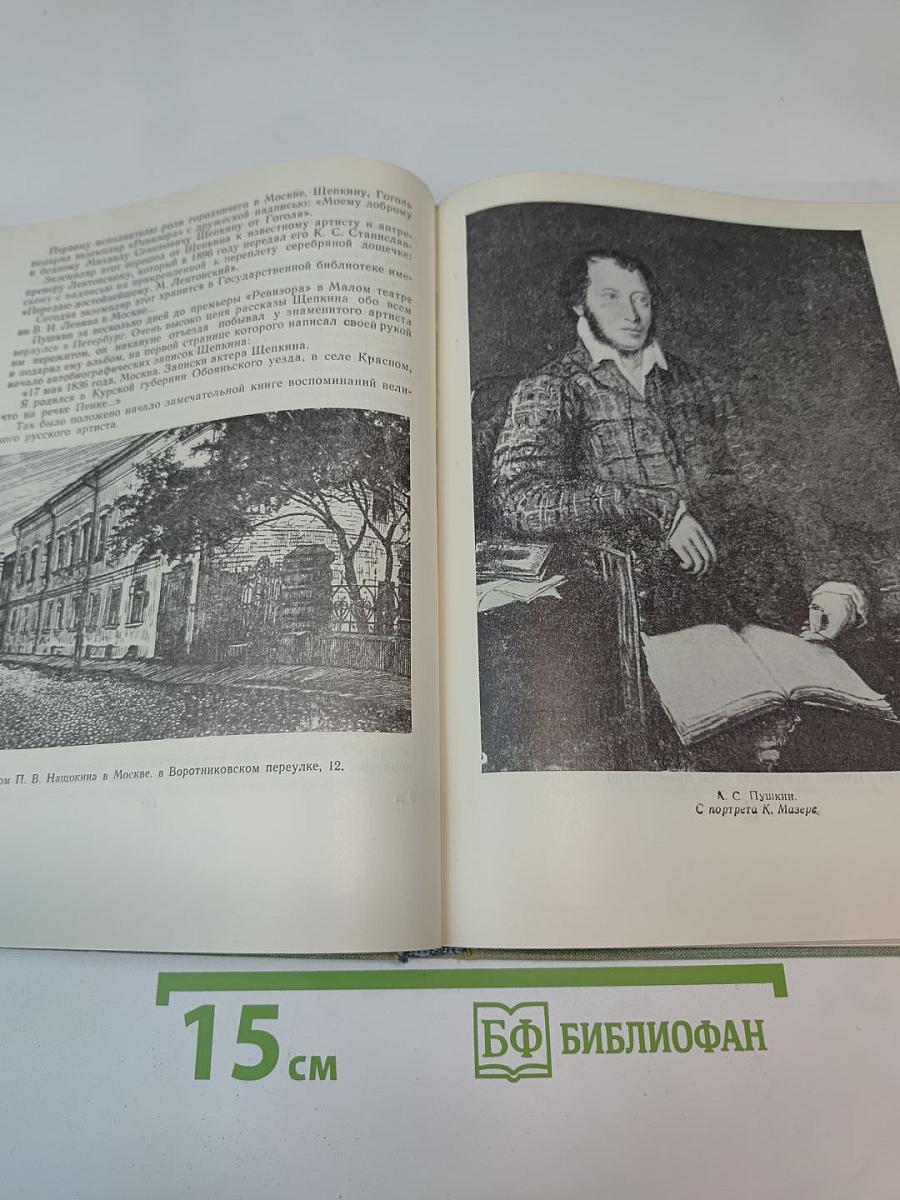 Первому исполнителю роли городничего в Москве, Щепкину, Гоголь
подарил экземпляр «Ревизора» с дружеской надписью: «Моему доброму
и бедному Михаилу Семеновичу Щепкину от Гоголя».
Экземпляр этот перешел от Щепкина к известному артисту и антре-
пренеру Лентовскому, который в 1896 году передал его К. С. Станислав-
скому с надписью на прикрепленной к переплету серебряной дощечке:
«Передаю достойнейшему. М. Лентовский».
Сегодня экземпляр этот хранится в Государственной библиотеке име-
ни В. И. Ленина в Москве...
Пушкин за несколько дней до премьеры «Ревизора» в Малом театре
вернулся в Петербург. Очень высоко ценя рассказы Щепкина обо всем
им пережитом, он накануне отъезда побывал у знаменитого артиста
и подарил ему альбом, на первой странице которого написал своей рукой
начало автобиографических записок Щепкина:
«17 мая 1836 года. Москва. Записки актера Щепкина.
Я родился в Курской губернии Обояньского уезда, в селе Красном,
что на речке Пенке...»
Так было положено начало замечательной книге воспоминаний вели-
кого русского артиста.
ом П. В. Нащокина в Москве, в Воротниковском переулке, 12.
А. С. Пушкин.
С портрета К. Мазера.
15 см
БФ БИБЛИОФАН